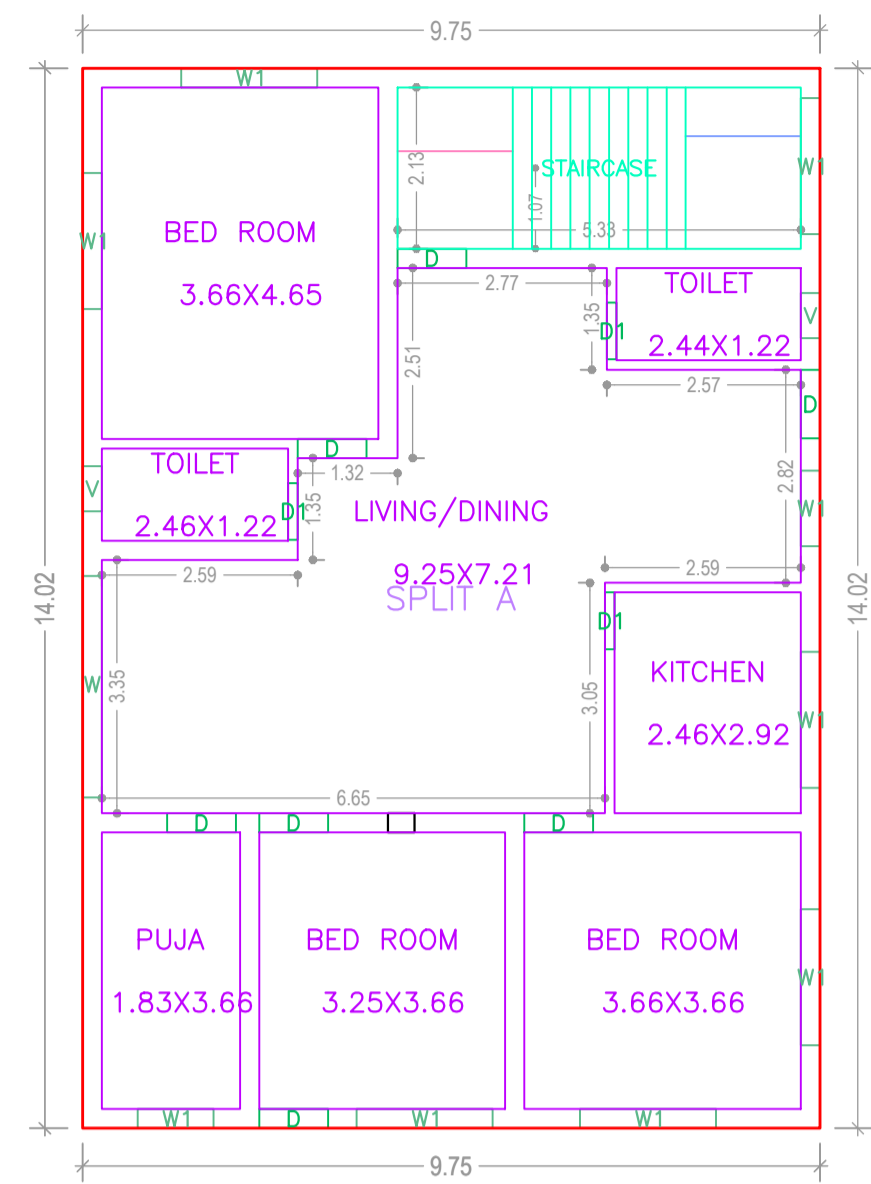 9.75
W1
STAIRCASE
2.13
1.07
5.33
W1
W1
BED ROOM
3.66X4.65
D
2.77
TOILET
2.44X1.22
1.35
D1
V
2.51
2.57
D
D
1.32
TOILET
2.46X1.22
V
D1
1.35
LIVING/DINING
9.25X7.21
SPLIT A
2.82
W1
2.59
2.59
14.02
14.02
D1
W
3.35
3.05
KITCHEN
2.46X2.92
W1
6.65
D
D
D
PUJA
1.83X3.66
BED ROOM
3.25X3.66
BED ROOM
3.66X3.66
W1
W1
D
W1
W1
9.75